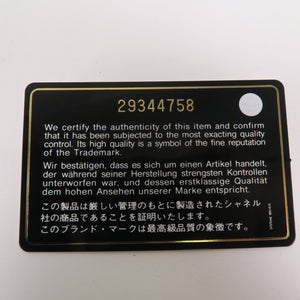 29344758
We certify the authenticity of this item and confirm
that it has been subjected to the most exacting quality
control. Its high quality is a symbol of the fine reputation
of the Trademark.
Wir bestätigen, dass es sich um einen Artikel handelt,
der während seiner Herstellung strengsten Kontrollen
unterworfen war, und dessen erstklassige Qualität
dem hohen Ansehen unserer Marke entspricht.
この製品は厳しい管理のもとに製造されたシャネル
社の商品であることを証明いたします。
このブランド・マークは最高級品質の象徴です。